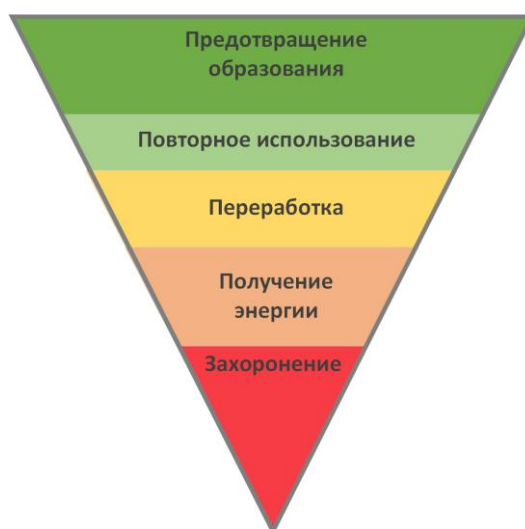 Предотвращение
образования
Повторное использование
Переработка
Получение
энергии
Захоронение